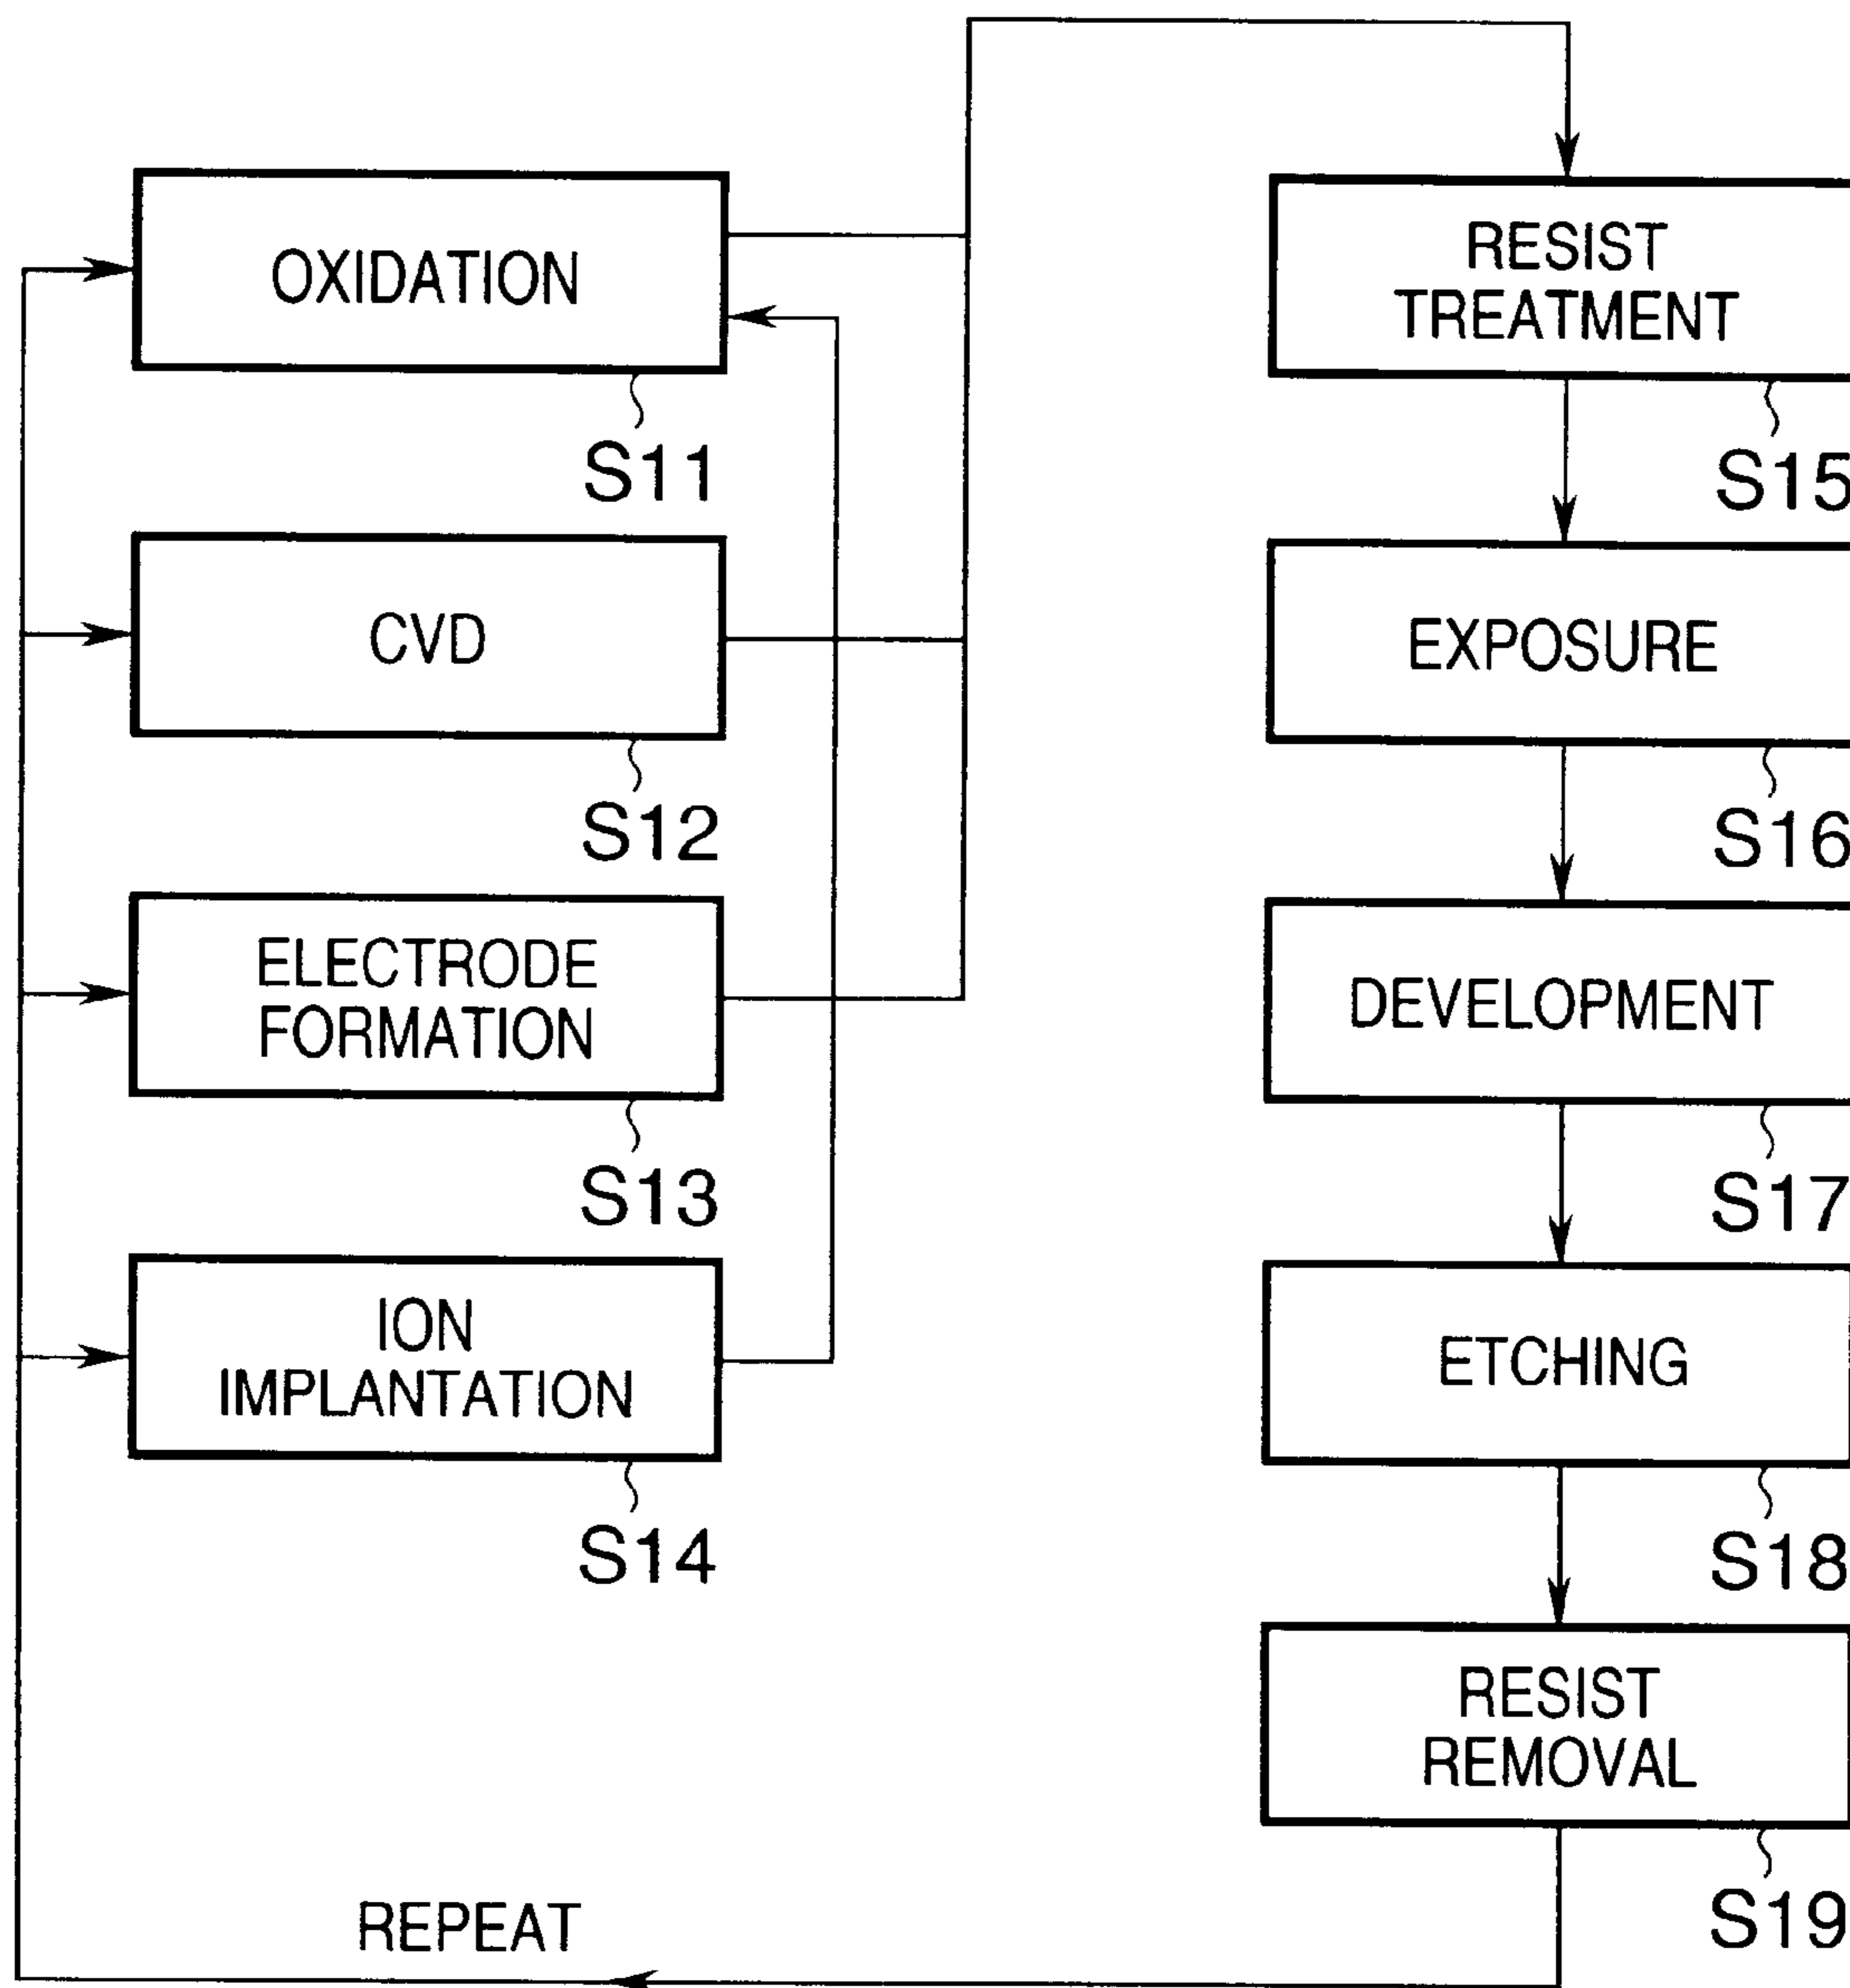 OXIDATION
S11
CVD
S12
ELECTRODE
FORMATION
S13
ION
IMPLANTATION
S14
RESIST
TREATMENT
S15
EXPOSURE
S16
DEVELOPMENT
S17
ETCHING
S18
RESIST
REMOVAL
S19
REPEAT